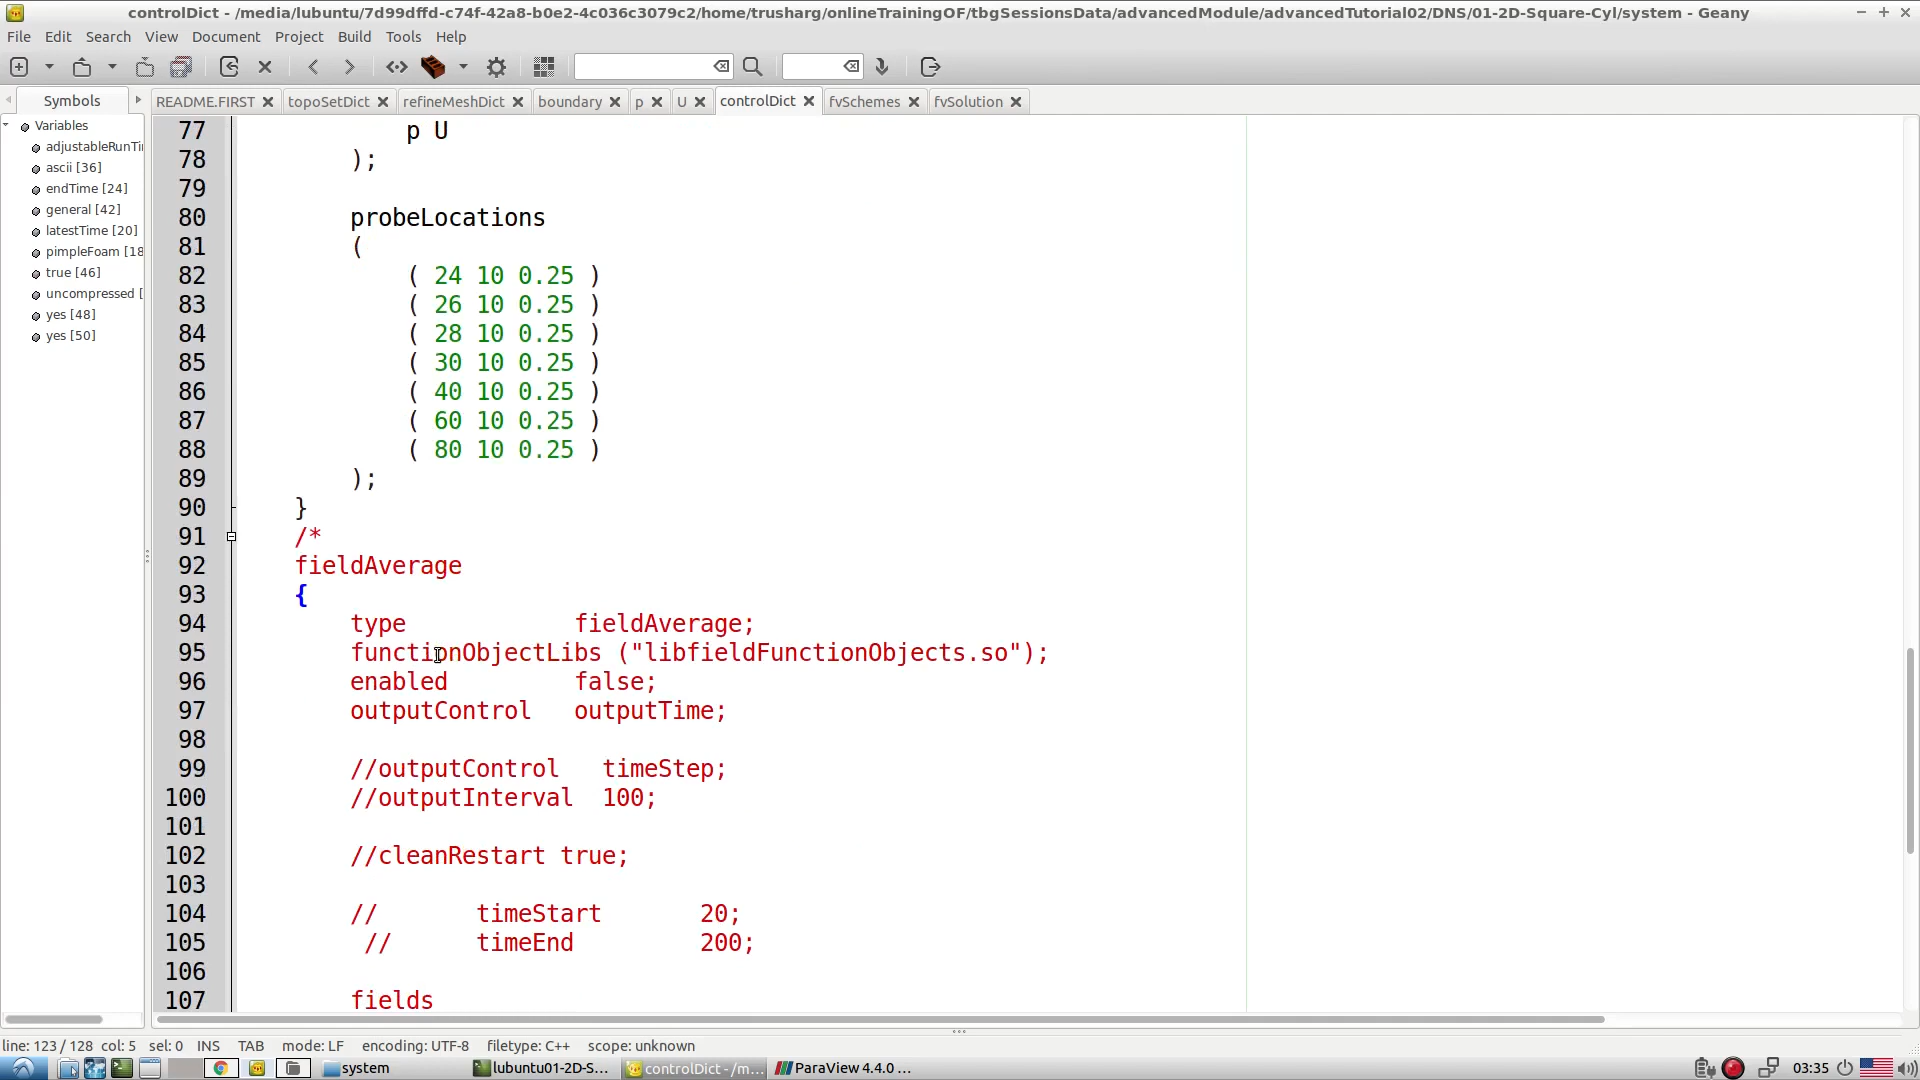 controlDict - /media/lubuntu/7d99dffd-c74f-42a8-b0e2-4c036c3079c2/home/trusharg/onlineTrainingOF/tbgSessionsData/advancedModule/advancedTutorial02/DNS/01-2D-Square-Cyl/system - Geany
File Edit Search View Document Project Build Tools Help
Symbols README.FIRST topoSetDict refineMeshDict boundary p U controlDict fvSchemes fvSolution
Variables
adjustableRunTi
ascii [36]
endTime [24]
general [42]
latestTime [20]
pimpleFoam [18
true [46]
uncompressed [
yes [48]
yes [50]
77 p U
78 );
79
80 probeLocations
81 (
82 ( 24 10 0.25 )
83 ( 26 10 0.25 )
84 ( 28 10 0.25 )
85 ( 30 10 0.25 )
86 ( 40 10 0.25 )
87 ( 60 10 0.25 )
88 ( 80 10 0.25 )
89 );
90 }
91 /*
92 fieldAverage
93 {
94 type fieldAverage;
95 functionObjectLibs ("libfieldFunctionObjects.so");
96 enabled false;
97 outputControl outputTime;
98
99 //outputControl timeStep;
100 //outputInterval 100;
101
102 //cleanRestart true;
103
104 // timeStart 20;
105 // timeEnd 200;
106
107 fields
line: 123 / 128 col: 5 sel: 0 INS TAB mode: LF encoding: UTF-8 filetype: C++ scope: unknown
system lubuntu01-2D-S... controlDict - /m... ParaView 4.4.0 ... 03:35